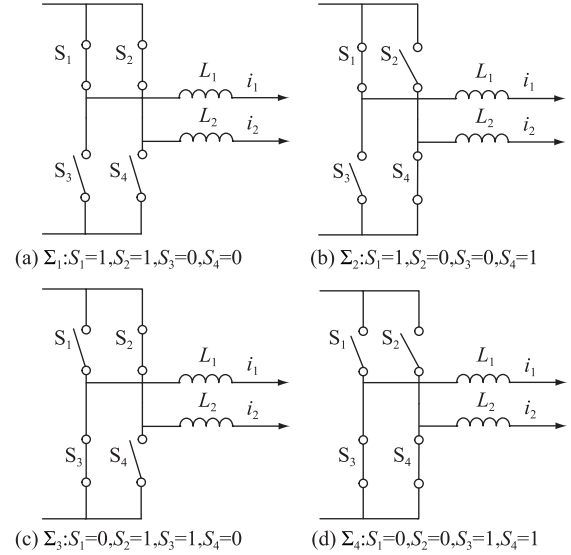 S₁ S₂ L₁ i₁
L₂ i₂
S₃ S₄
(a) Σ₁:S₁=1,S₂=1,S₃=0,S₄=0
S₁ S₂ L₁ i₁
L₂ i₂
S₃ S₄
(b) Σ₂:S₁=1,S₂=0,S₃=0,S₄=1
S₁ S₂ L₁ i₁
L₂ i₂
S₃ S₄
(c) Σ₃:S₁=0,S₂=1,S₃=1,S₄=0
S₁ S₂ L₁ i₁
L₂ i₂
S₃ S₄
(d) Σ₄:S₁=0,S₂=0,S₃=1,S₄=1